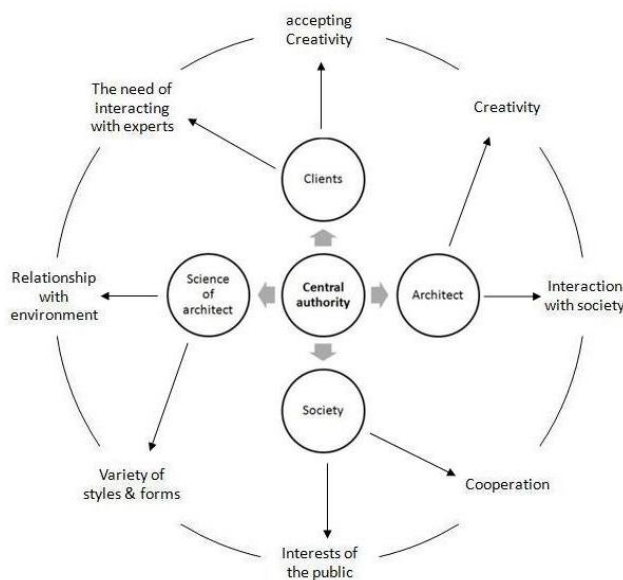 accepting
Creativity
The need of
interacting
with experts
Creativity
Clients
Relationship
with
environment
Science
of
architect
Central
authority
Architect
Interaction
with society
Society
Variety of
styles & forms
Cooperation
Interests of
the public